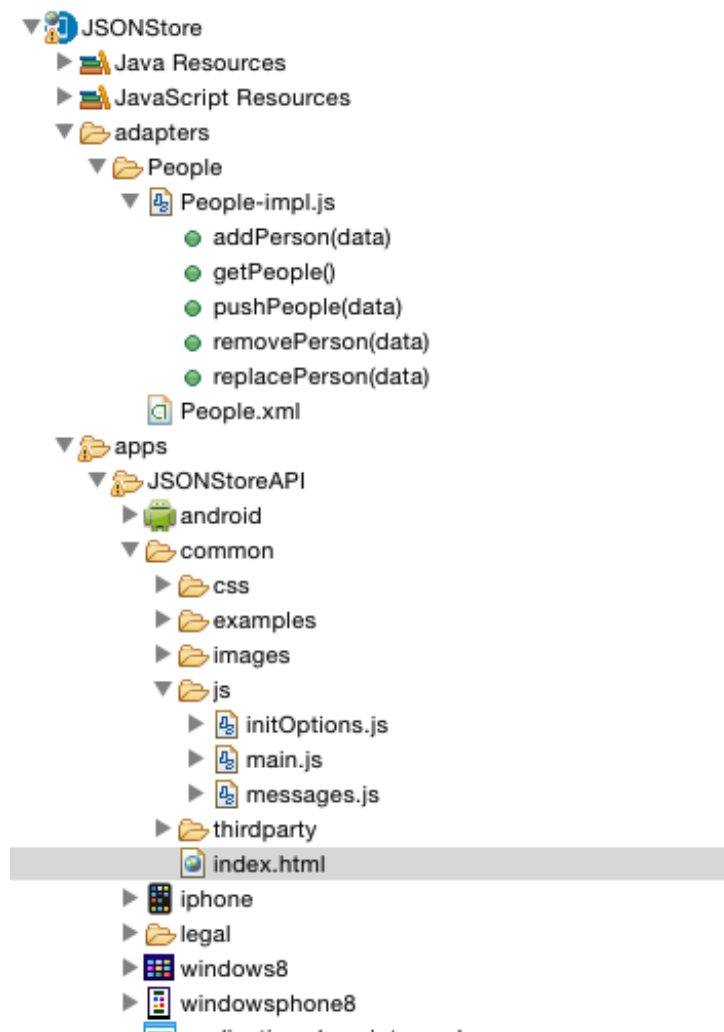 JSONStore
Java Resources
JavaScript Resources
adapters
People
People-impl.js
addPerson(data)
getPeople()
pushPeople(data)
removePerson(data)
replacePerson(data)
People.xml
apps
JSONStoreAPI
android
common
css
examples
images
js
initOptions.js
main.js
messages.js
thirdparty
index.html
iphone
legal
windows8
windowsphone8